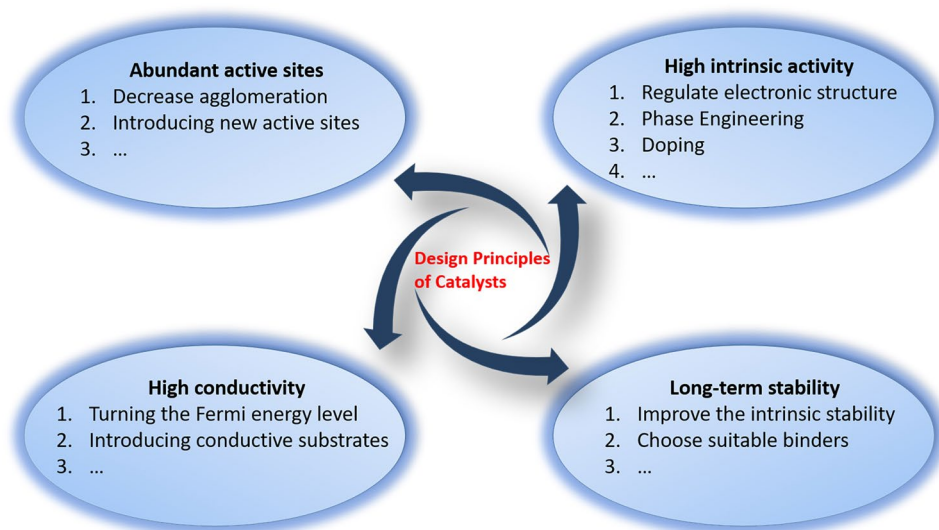 Abundant active sites
1. Decrease agglomeration
2. Introducing new active sites
3. ...
High intrinsic activity
1. Regulate electronic structure
2. Phase Engineering
3. Doping
4. ...
Design Principles
of Catalysts
High conductivity
1. Turning the Fermi energy level
2. Introducing conductive substrates
3. ...
Long-term stability
1. Improve the intrinsic stability
2. Choose suitable binders
3. ...